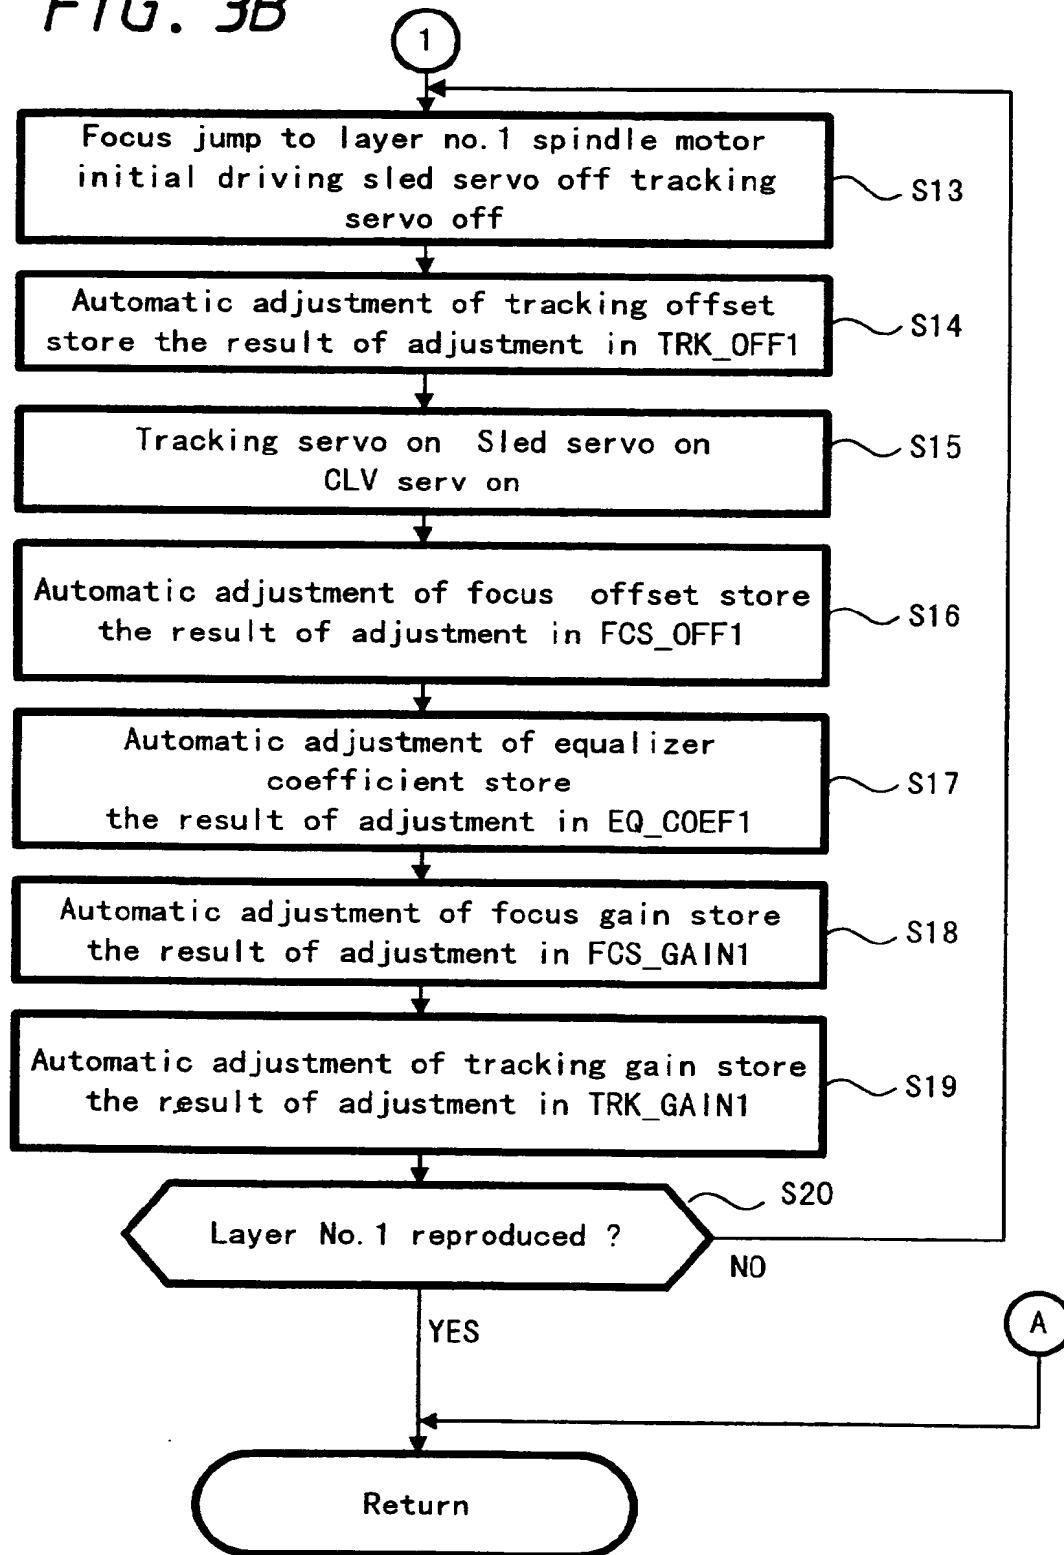 FIG. 3B
1
Focus jump to layer no.1 spindle motor
initial driving sled servo off tracking
servo off
S13
Automatic adjustment of tracking offset
store the result of adjustment in TRK_OFF1
S14
Tracking servo on Sled servo on
CLV serv on
S15
Automatic adjustment of focus offset store
the result of adjustment in FCS_OFF1
S16
Automatic adjustment of equalizer
coefficient store
the result of adjustment in EQ_COEF1
S17
Automatic adjustment of focus gain store
the result of adjustment in FCS_GAIN1
S18
Automatic adjustment of tracking gain store
the result of adjustment in TRK_GAIN1
S19
S20
Layer No.1 reproduced ?
NO
YES
A
Return